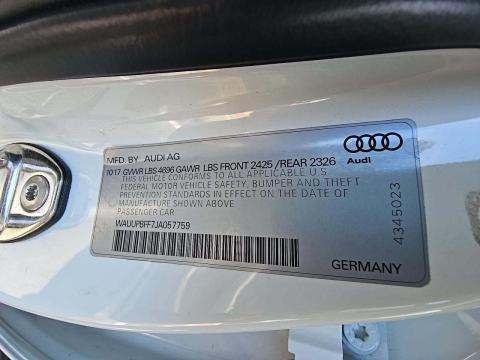 MFD BY AUDI AG
10 17 GVWR LBS 4696 GAWR LBS FRONT 2425 / REAR 2326
THIS VEHICLE CONFORMS TO ALL APPLICABLE U S
FEDERAL MOTOR VEHICLE SAFETY, BUMPER AND THEFT
PREVENTION STANDARDS IN EFFECT ON THE DATE OF
MANUFACTURE SHOWN ABOVE
PASSENGER CAR
WAUUPBFF7JA057759
Audi
4345023
GERMANY